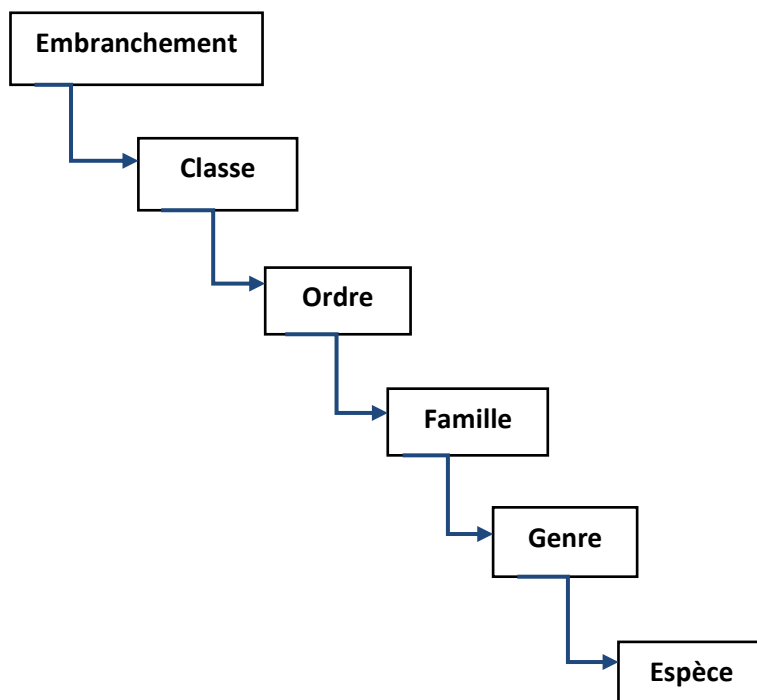 Embranchement
Classe
Ordre
Famille
Genre
Espèce